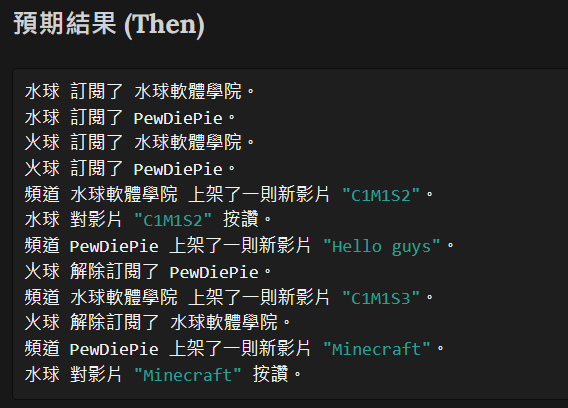 預期結果 (Then)
水球 訂閱了 水球軟體學院。
水球 訂閱了 PewDiePie。
火球 訂閱了 水球軟體學院。
火球 訂閱了 PewDiePie。
頻道 水球軟體學院 上架了一則新影片 "C1M1S2"。
水球 對影片 "C1M1S2" 按讚。
頻道 PewDiePie 上架了一則新影片 "Hello guys"。
水球 解除訂閱了 PewDiePie。
頻道 水球軟體學院 上架了一則新影片 "C1M1S3"。
火球 解除訂閱了 水球軟體學院。
頻道 PewDiePie 上架了一則新影片 "Minecraft"。
水球 對影片 "Minecraft" 按讚。